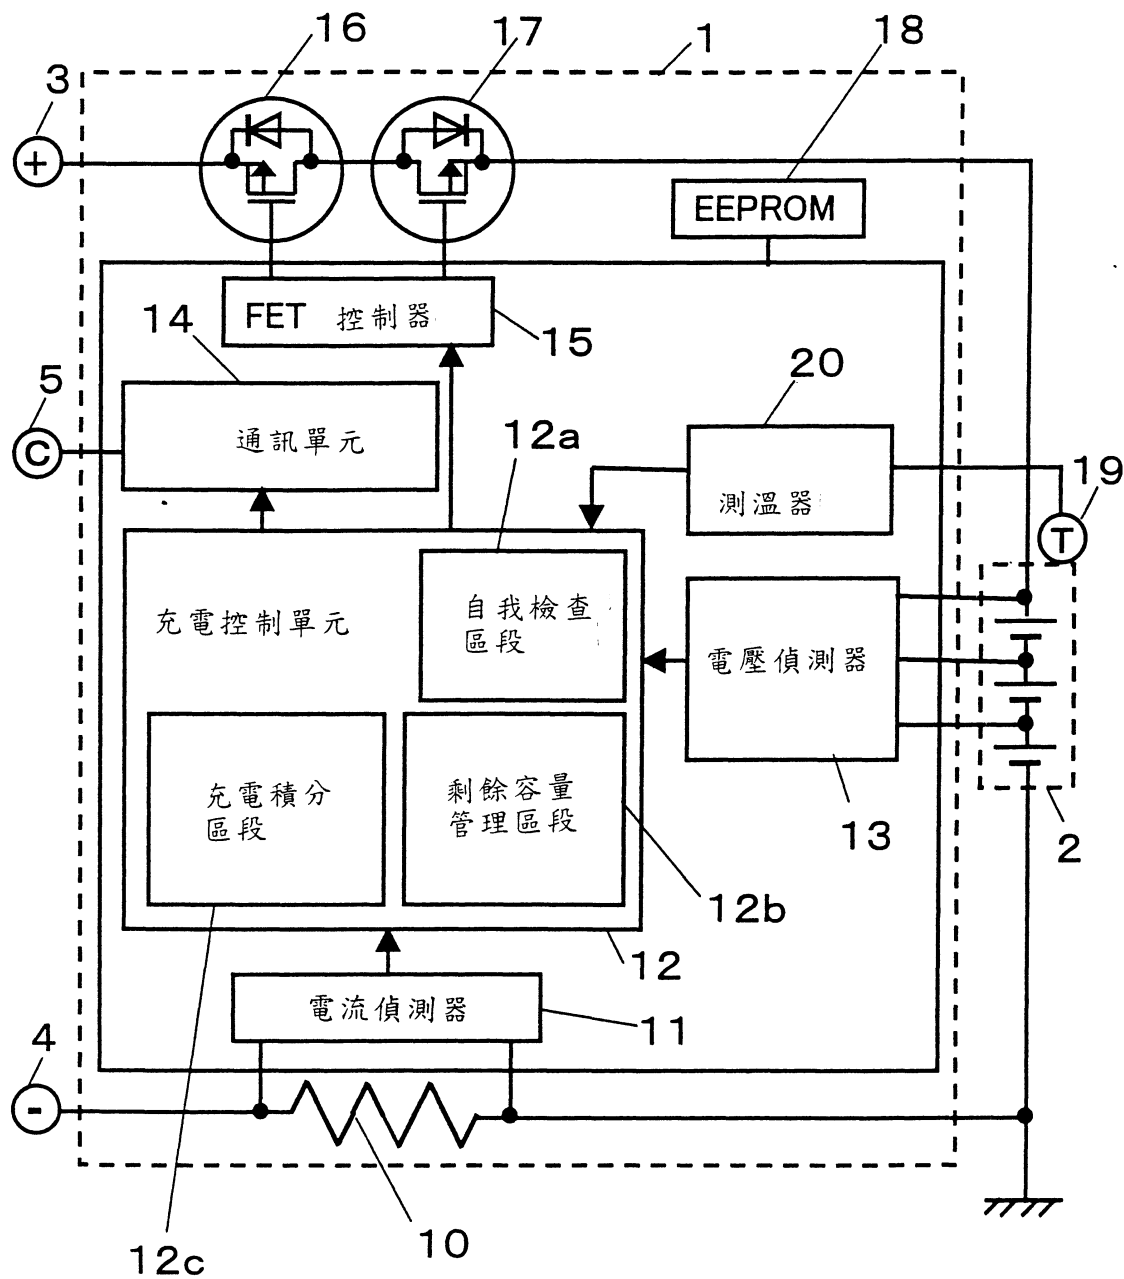 16
17
1
18
3
+
EEPROM
FET 控制器
14
15
5
20
C
通訊單元
12a
19
測溫器
T
自我檢查
區段
充電控制單元
電壓偵測器
充電積分
區段
剩餘容量
管理區段
13
2
12b
12
電流偵測器
11
4
-
10
12c